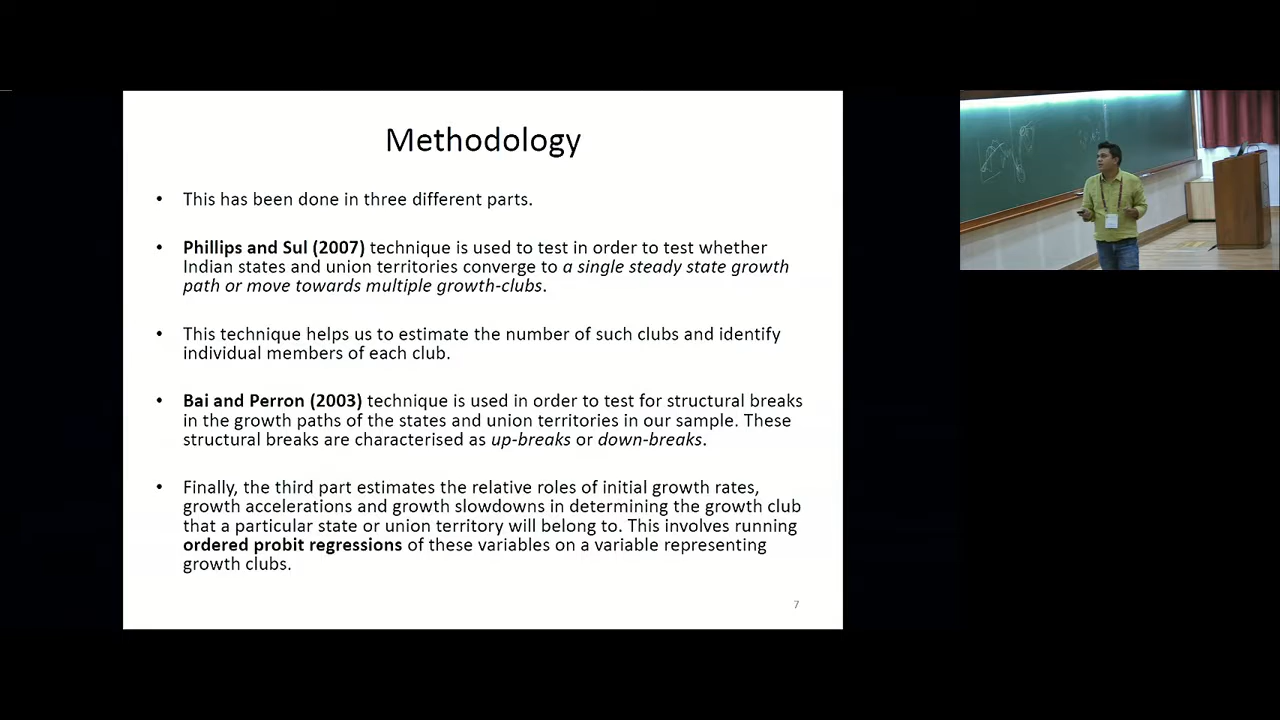 Methodology
• This has been done in three different parts.
• Phillips and Sul (2007) technique is used to test in order to test whether
Indian states and union territories converge to a single steady state growth
path or move towards multiple growth-clubs.
• This technique helps us to estimate the number of such clubs and identify
individual members of each club.
• Bai and Perron (2003) technique is used in order to test for structural breaks
in the growth paths of the states and union territories in our sample. These
structural breaks are characterised as up-breaks or down-breaks.
• Finally, the third part estimates the relative roles of initial growth rates,
growth accelerations and growth slowdowns in determining the growth club
that a particular state or union territory will belong to. This involves running
ordered probit regressions of these variables on a variable representing
growth clubs.
7